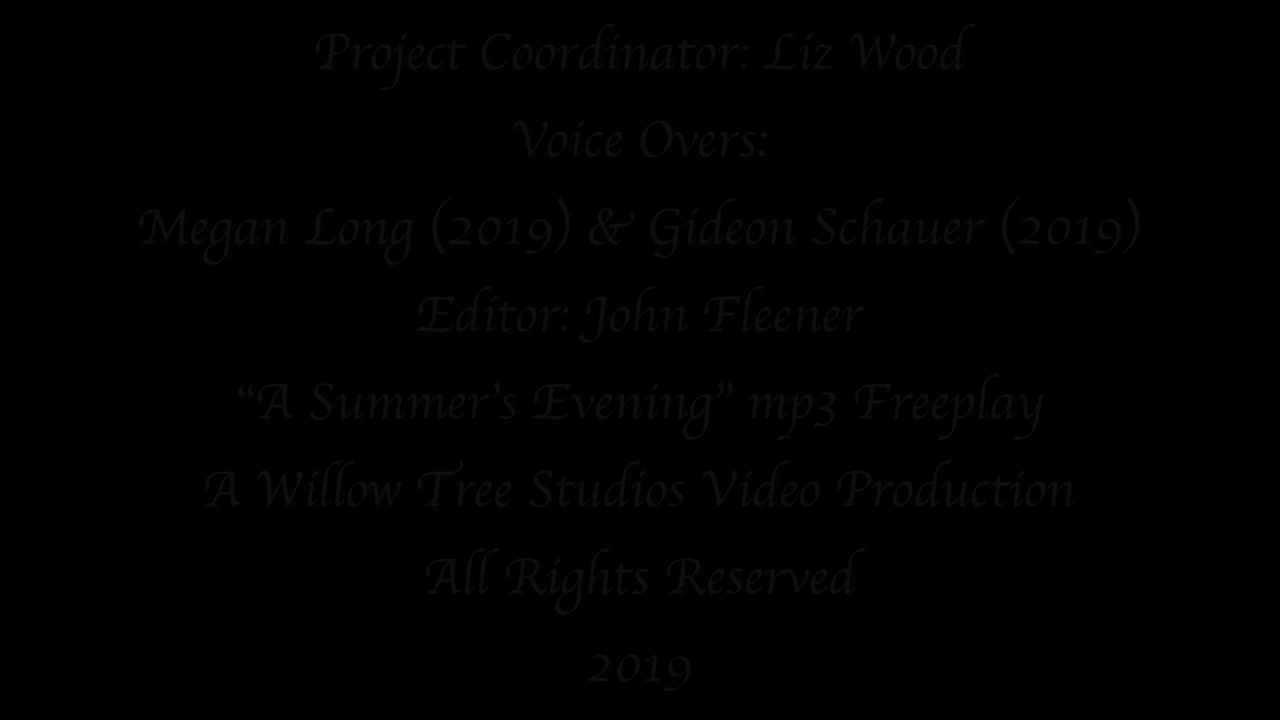 Project Coordinator: Liz Wood
Voice Overs:
Megan Long (2019) & Gideon Schauer (2019)
Editor: John Fleener
“A Summer’s Evening” mp3 Freeplay
A Willow Tree Studios Video Production
All Rights Reserved
2019